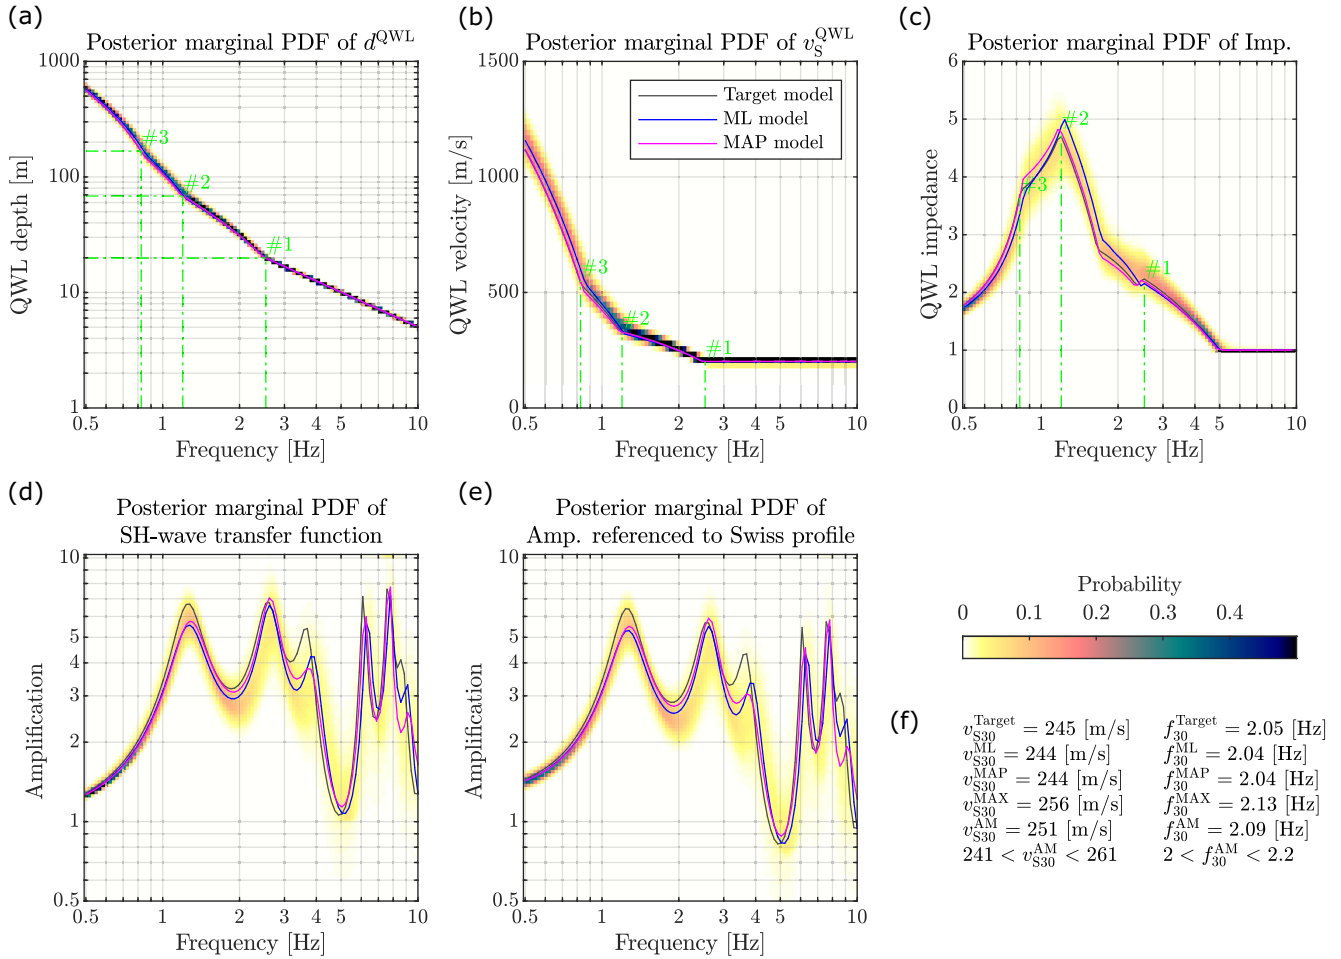 (a)
Posterior marginal PDF of d^QWL
1000
100
10
1
QWL depth [m]
#3
#2
#1
0.5 1 2 3 5 10
Frequency [Hz]
(b)
Posterior marginal PDF of v_S^QWL
1500
1000
500
0
QWL velocity [m/s]
Target model
ML model
MAP model
#3
#2
#1
0.5 1 2 3 5 10
Frequency [Hz]
(c)
Posterior marginal PDF of Imp.
6
5
4
3
2
1
0
QWL impedance
#2
#3
#1
0.5 1 2 3 5 10
Frequency [Hz]
(d)
Posterior marginal PDF of
SH-wave transfer function
10
5
4
3
2
1
0.5
Amplification
0.5 1 2 3 5 10
Frequency [Hz]
(e)
Posterior marginal PDF of
Amp. referenced to Swiss profile
10
5
4
3
2
1
0.5
Amplification
0.5 1 2 3 5 10
Frequency [Hz]
Probability
0 0.1 0.2 0.3 0.4
(f)
v_S30^Target = 245 [m/s] f_30^Target = 2.05 [Hz]
v_S30^ML = 244 [m/s] f_30^ML = 2.04 [Hz]
v_S30^MAP = 244 [m/s] f_30^MAP = 2.04 [Hz]
v_S30^MAX = 256 [m/s] f_30^MAX = 2.13 [Hz]
v_S30^AM = 251 [m/s] f_30^AM = 2.09 [Hz]
241 < v_S30^AM < 261 2 < f_30^AM < 2.2